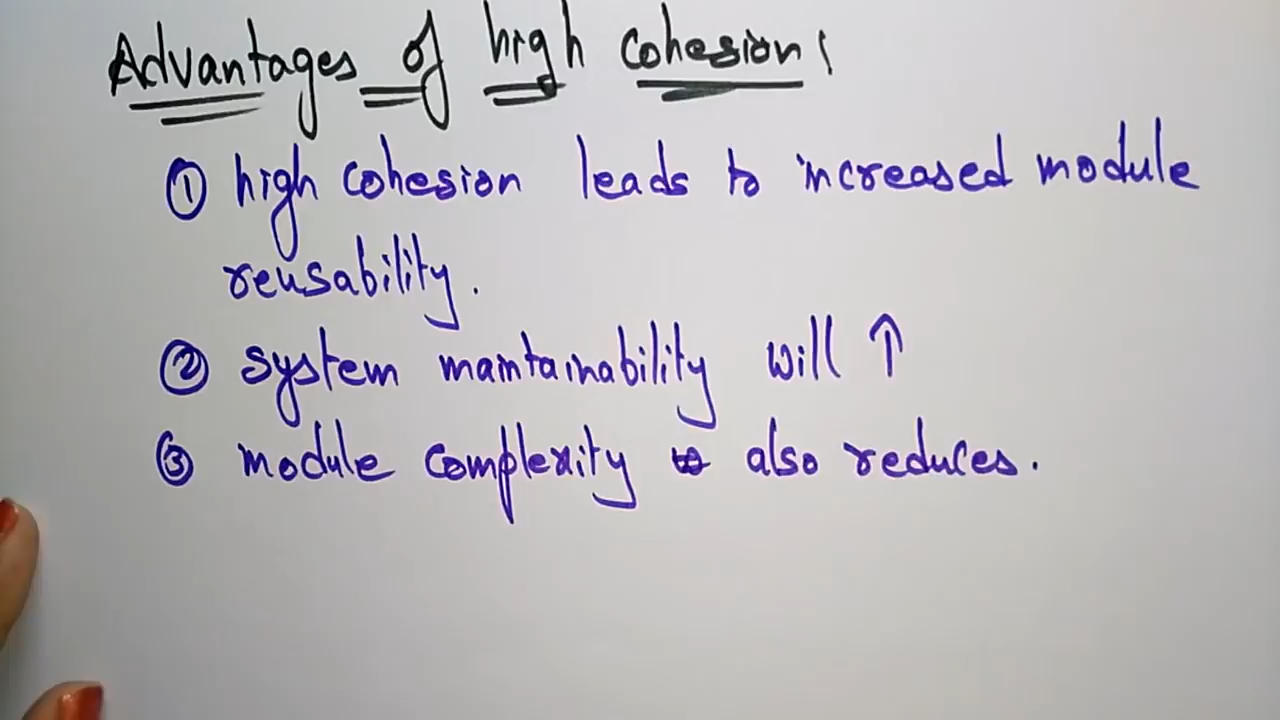 Advantages of high cohesion:
① high cohesion leads to increased module
reusability.
② system maintainability will ↑
③ module complexity also reduces.